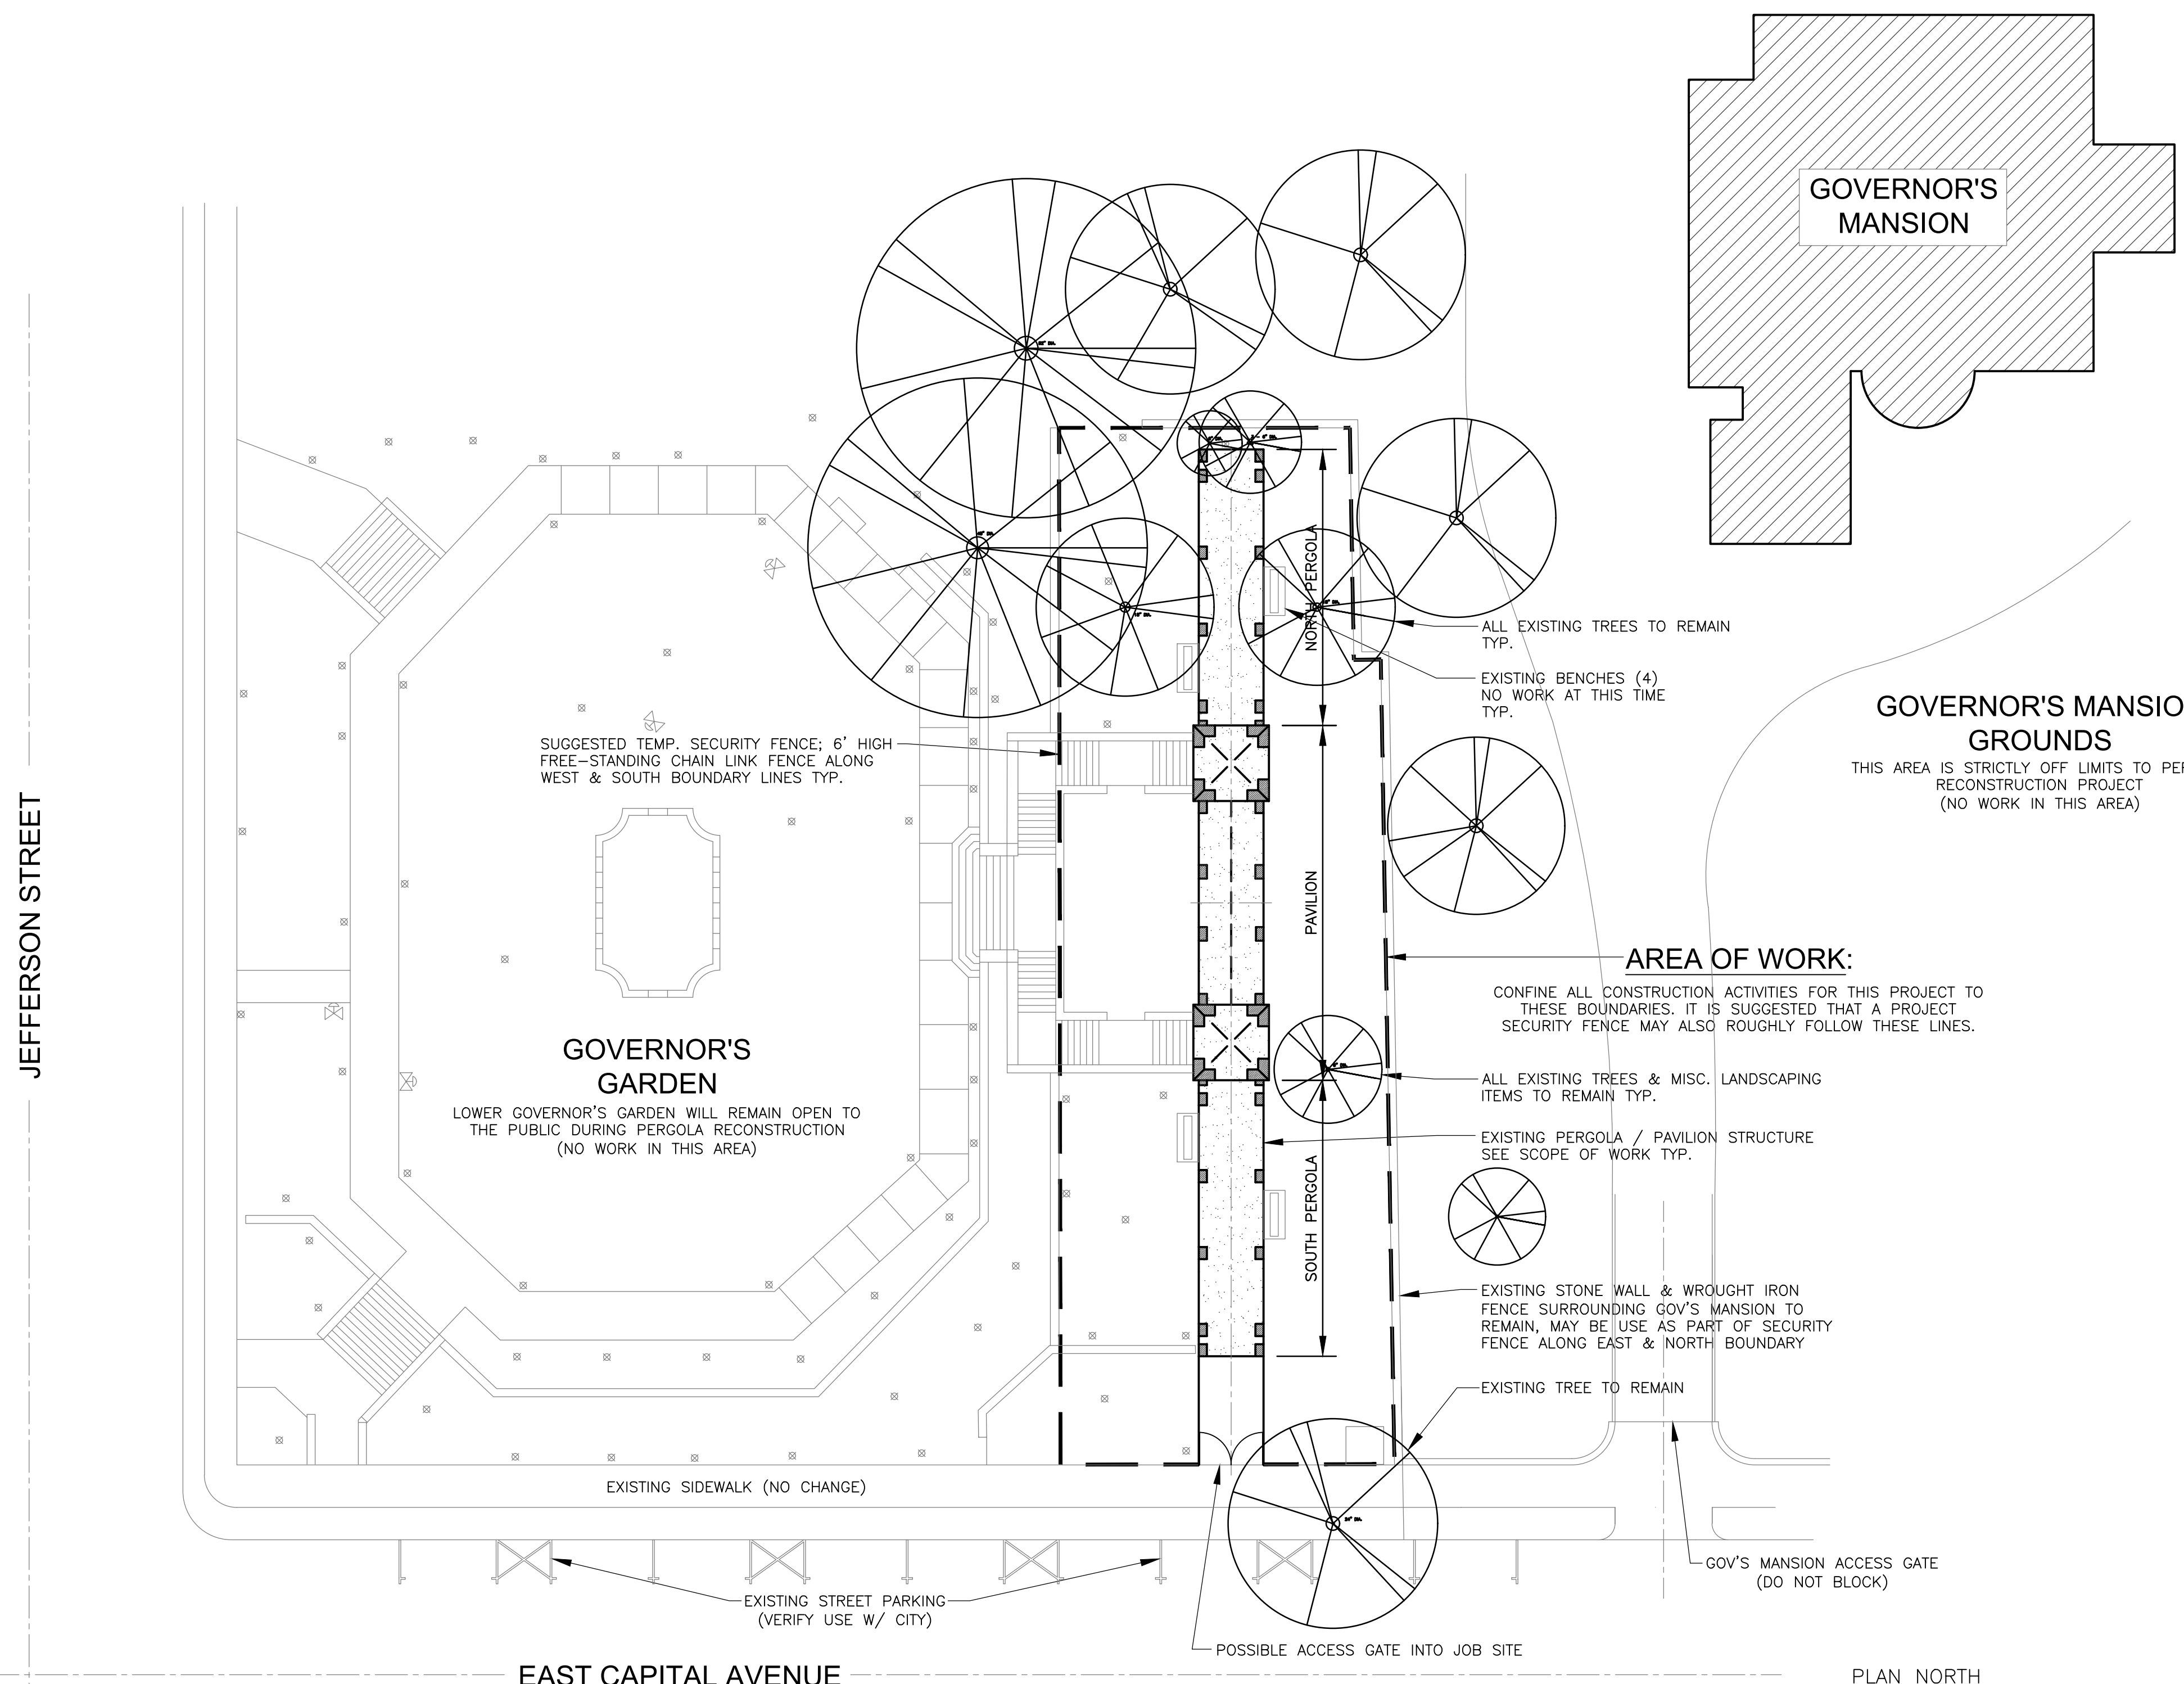 GOVERNOR'S
MANSION
NORTH PERGOLA
ALL EXISTING TREES TO REMAIN
TYP.
EXISTING BENCHES (4)
NO WORK AT THIS TIME
TYP.
GOVERNOR'S MANSIO
GROUNDS
THIS AREA IS STRICTLY OFF LIMITS TO PER
RECONSTRUCTION PROJECT
(NO WORK IN THIS AREA)
SUGGESTED TEMP. SECURITY FENCE; 6' HIGH
FREE-STANDING CHAIN LINK FENCE ALONG
WEST & SOUTH BOUNDARY LINES TYP.
JEFFERSON STREET
PAVILION
AREA OF WORK:
CONFINE ALL CONSTRUCTION ACTIVITIES FOR THIS PROJECT TO
THESE BOUNDARIES. IT IS SUGGESTED THAT A PROJECT
SECURITY FENCE MAY ALSO ROUGHLY FOLLOW THESE LINES.
GOVERNOR'S
GARDEN
LOWER GOVERNOR'S GARDEN WILL REMAIN OPEN TO
THE PUBLIC DURING PERGOLA RECONSTRUCTION
(NO WORK IN THIS AREA)
ALL EXISTING TREES & MISC. LANDSCAPING
ITEMS TO REMAIN TYP.
EXISTING PERGOLA / PAVILION STRUCTURE
SEE SCOPE OF WORK TYP.
SOUTH PERGOLA
EXISTING STONE WALL & WROUGHT IRON
FENCE SURROUNDING GOV'S MANSION TO
REMAIN, MAY BE USE AS PART OF SECURITY
FENCE ALONG EAST & NORTH BOUNDARY
EXISTING TREE TO REMAIN
EXISTING SIDEWALK (NO CHANGE)
24" DIA.
GOV'S MANSION ACCESS GATE
(DO NOT BLOCK)
EXISTING STREET PARKING
(VERIFY USE W/ CITY)
POSSIBLE ACCESS GATE INTO JOB SITE
EAST CAPITAL AVENUE
PLAN NORTH